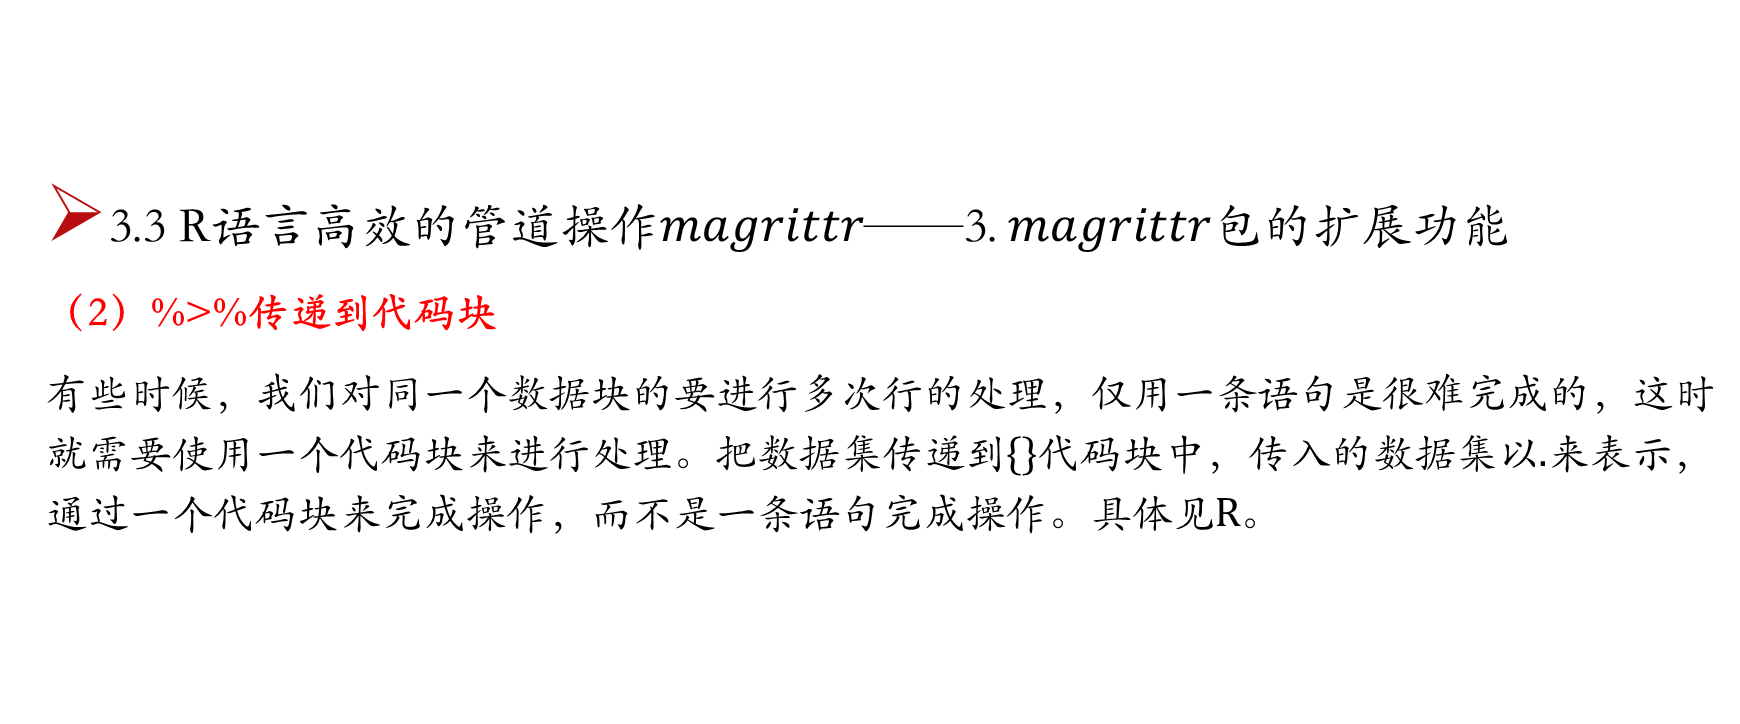 3.3 R语言高效的管道操作magrittr——3. magrittr包的扩展功能
（2）%>%传递到代码块
有些时候，我们对同一个数据块的要进行多次行的处理，仅用一条语句是很难完成的，这时
就需要使用一个代码块来进行处理。把数据集传递到{}代码块中，传入的数据集以.来表示，
通过一个代码块来完成操作，而不是一条语句完成操作。具体见R。